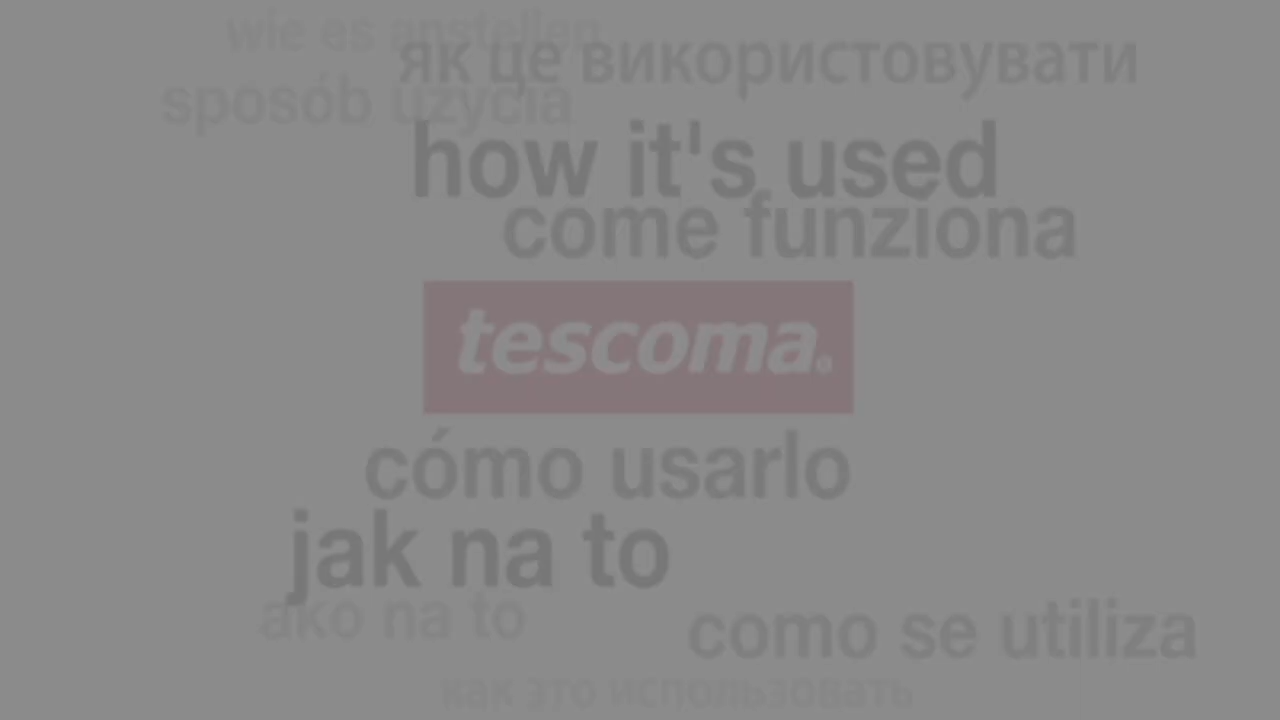 wie es anstellen
як це використовувати
sposób użycia
how it's used
come funziona
tescoma®
cómo usarlo
jak na to
ako na to
como se utiliza
как это использовать